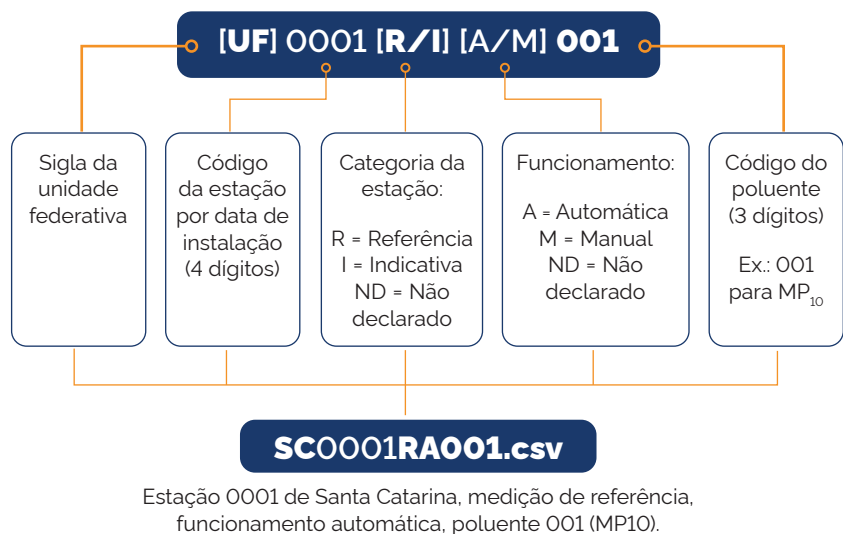 [UF] 0001 [R/I] [A/M] 001
Sigla da
unidade
federativa
Código
da estação
por data de
instalação
(4 dígitos)
Categoria da
estação:
R = Referência
I = Indicativa
ND = Não
declarado
Funcionamento:
A = Automática
M = Manual
ND = Não
declarado
Código do
poluente
(3 dígitos)
Ex.: 001
para MP₁₀
SC0001RA001.csv
Estação 0001 de Santa Catarina, medição de referência,
funcionamento automática, poluente 001 (MP10).